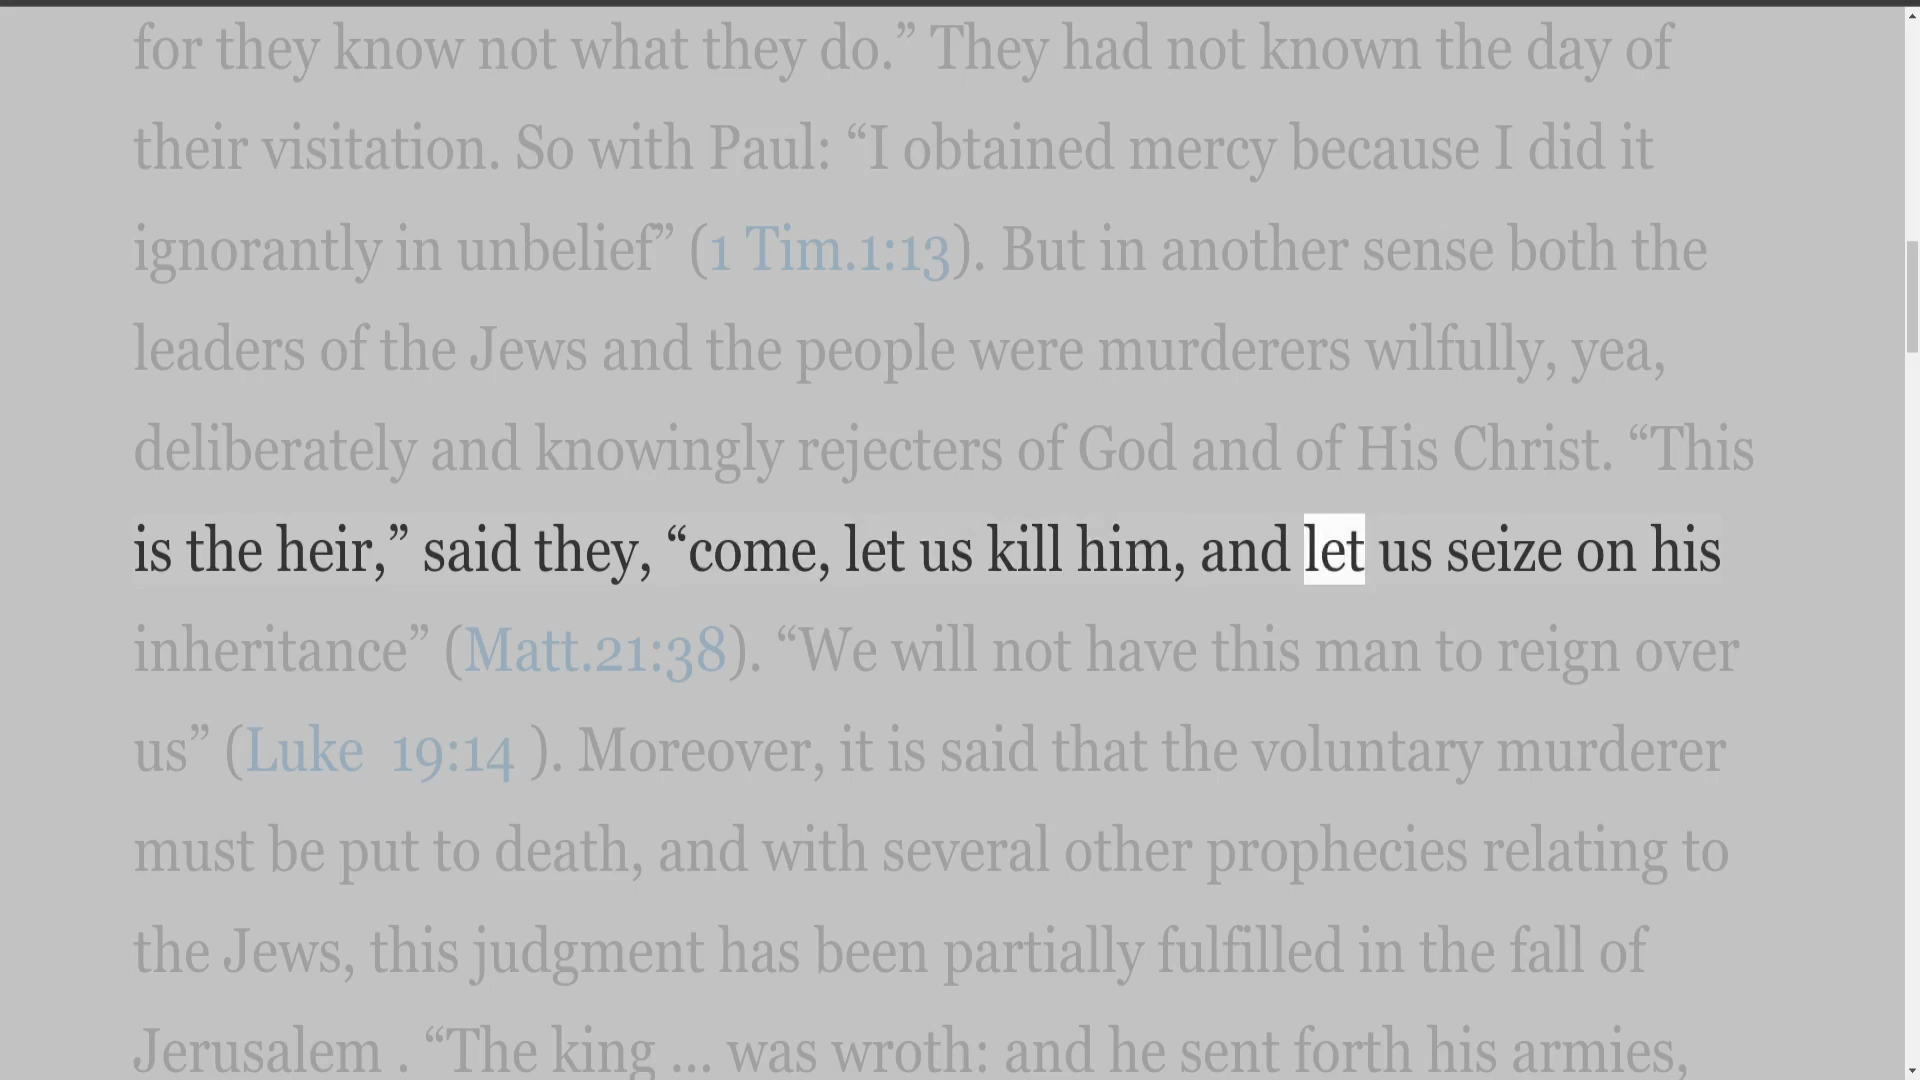 for they know not what they do.” They had not known the day of
their visitation. So with Paul: “I obtained mercy because I did it
ignorantly in unbelief” (1 Tim.1:13). But in another sense both the
leaders of the Jews and the people were murderers wilfully, yea,
deliberately and knowingly rejecters of God and of His Christ. “This
is the heir,” said they, “come, let us kill him, and let us seize on his
inheritance” (Matt.21:38). “We will not have this man to reign over
us” (Luke 19:14 ). Moreover, it is said that the voluntary murderer
must be put to death, and with several other prophecies relating to
the Jews, this judgment has been partially fulfilled in the fall of
Jerusalem . “The king ... was wroth: and he sent forth his armies,